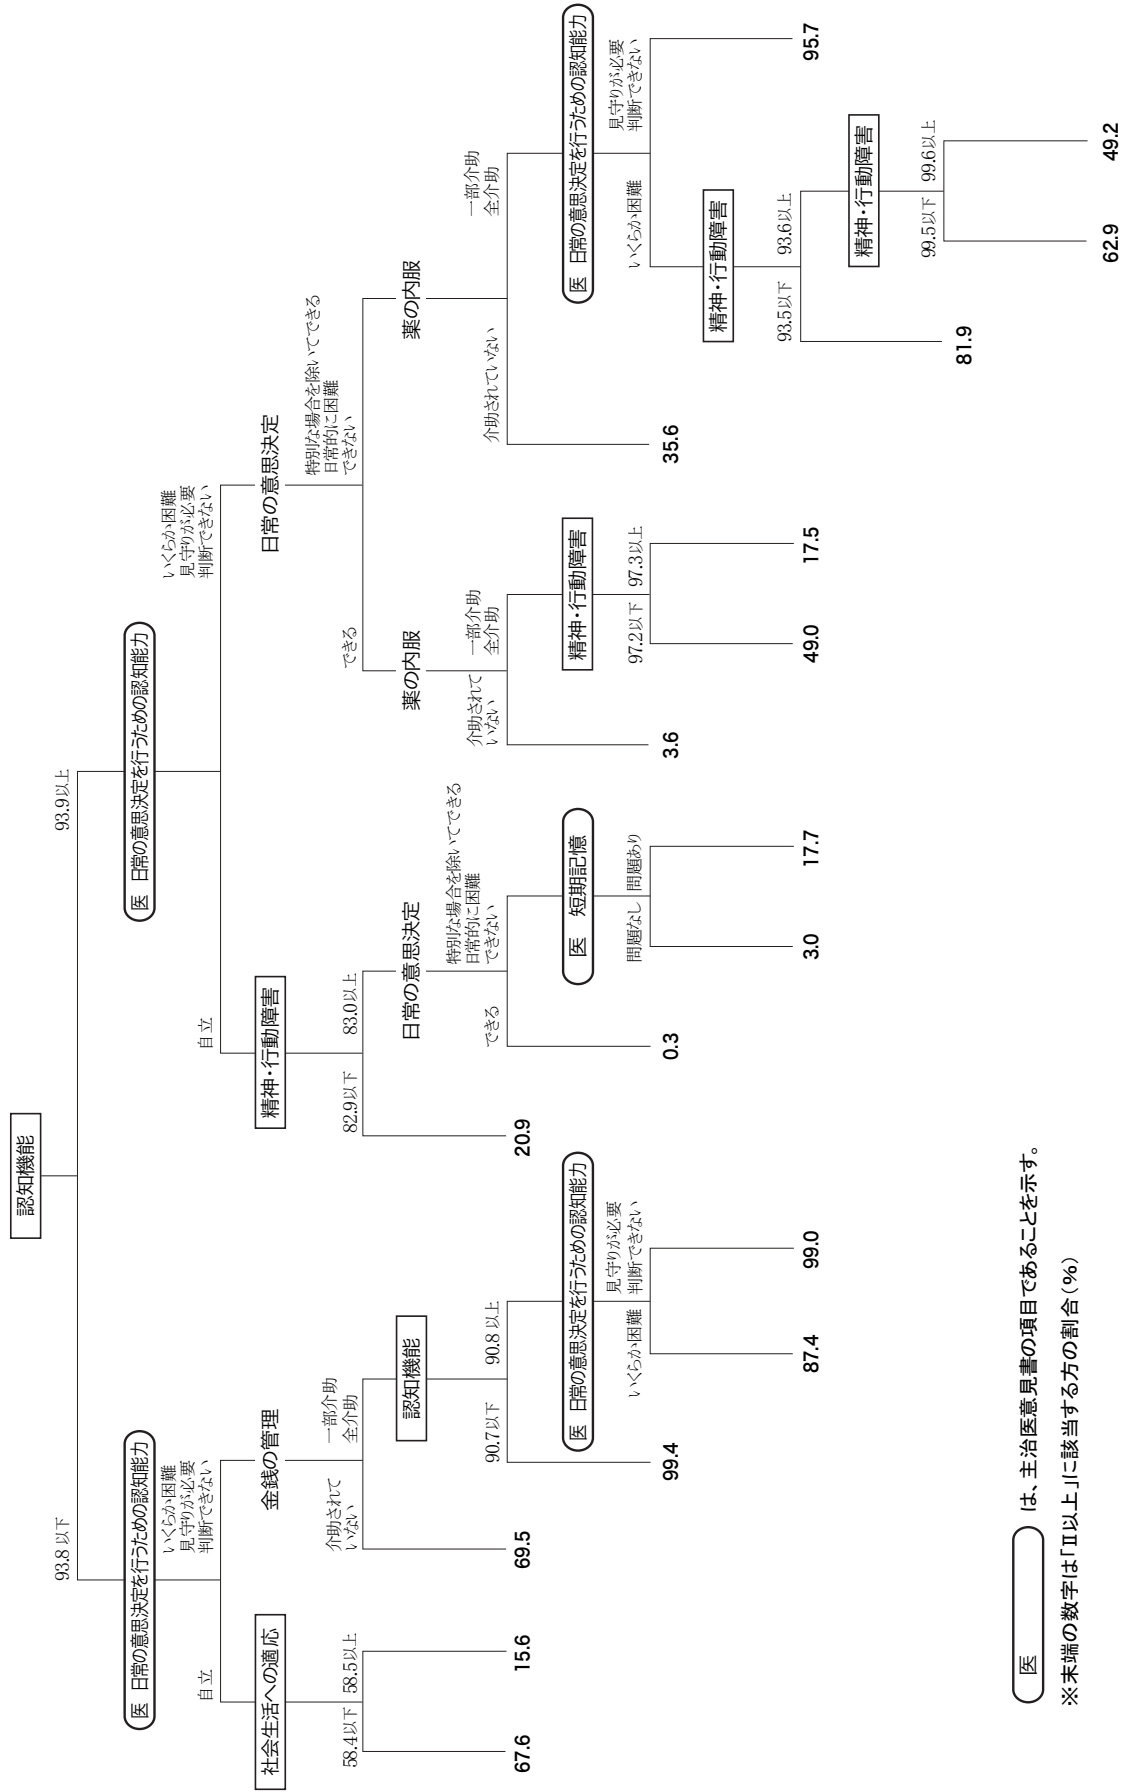 認知機能
93.8 以下
93.9以上
医 日常の意思決定を行うための認知能力
医 日常の意思決定を行うための認知能力
自立
いくらか困難
見守りが必要
判断できない
自立
いくらか困難
見守りが必要
判断できない
社会生活への適応
金銭の管理
精神・行動障害
日常の意思決定
58.4以下
58.5以上
介助されて
いない
一部介助
全介助
82.9以下
83.0以上
できる
特別な場合を除いてできる
日常的に困難
できない
認知機能
日常の意思決定
薬の内服
薬の内服
67.6
15.6
69.5
90.7以下
90.8 以上
20.9
できる
特別な場合を除いてできる
日常的に困難
できない
介助されて
いない
一部介助
全介助
介助されていない
一部介助
全介助
医 日常の意思決定を行うための認知能力
医 短期記憶
精神・行動障害
医 日常の意思決定を行うための認知能力
99.4
いくらか困難
見守りが必要
判断できない
0.3
問題なし
問題あり
3.6
97.2以下
97.3以上
35.6
いくらか困難
見守りが必要
判断できない
精神・行動障害
87.4
99.0
3.0
17.7
49.0
17.5
93.5以下
93.6以上
95.7
精神・行動障害
81.9
99.5以下
99.6以上
62.9
49.2
医 は、主治医意見書の項目であることを示す。
※末端の数字は「Ⅱ以上」に該当する方の割合(%)